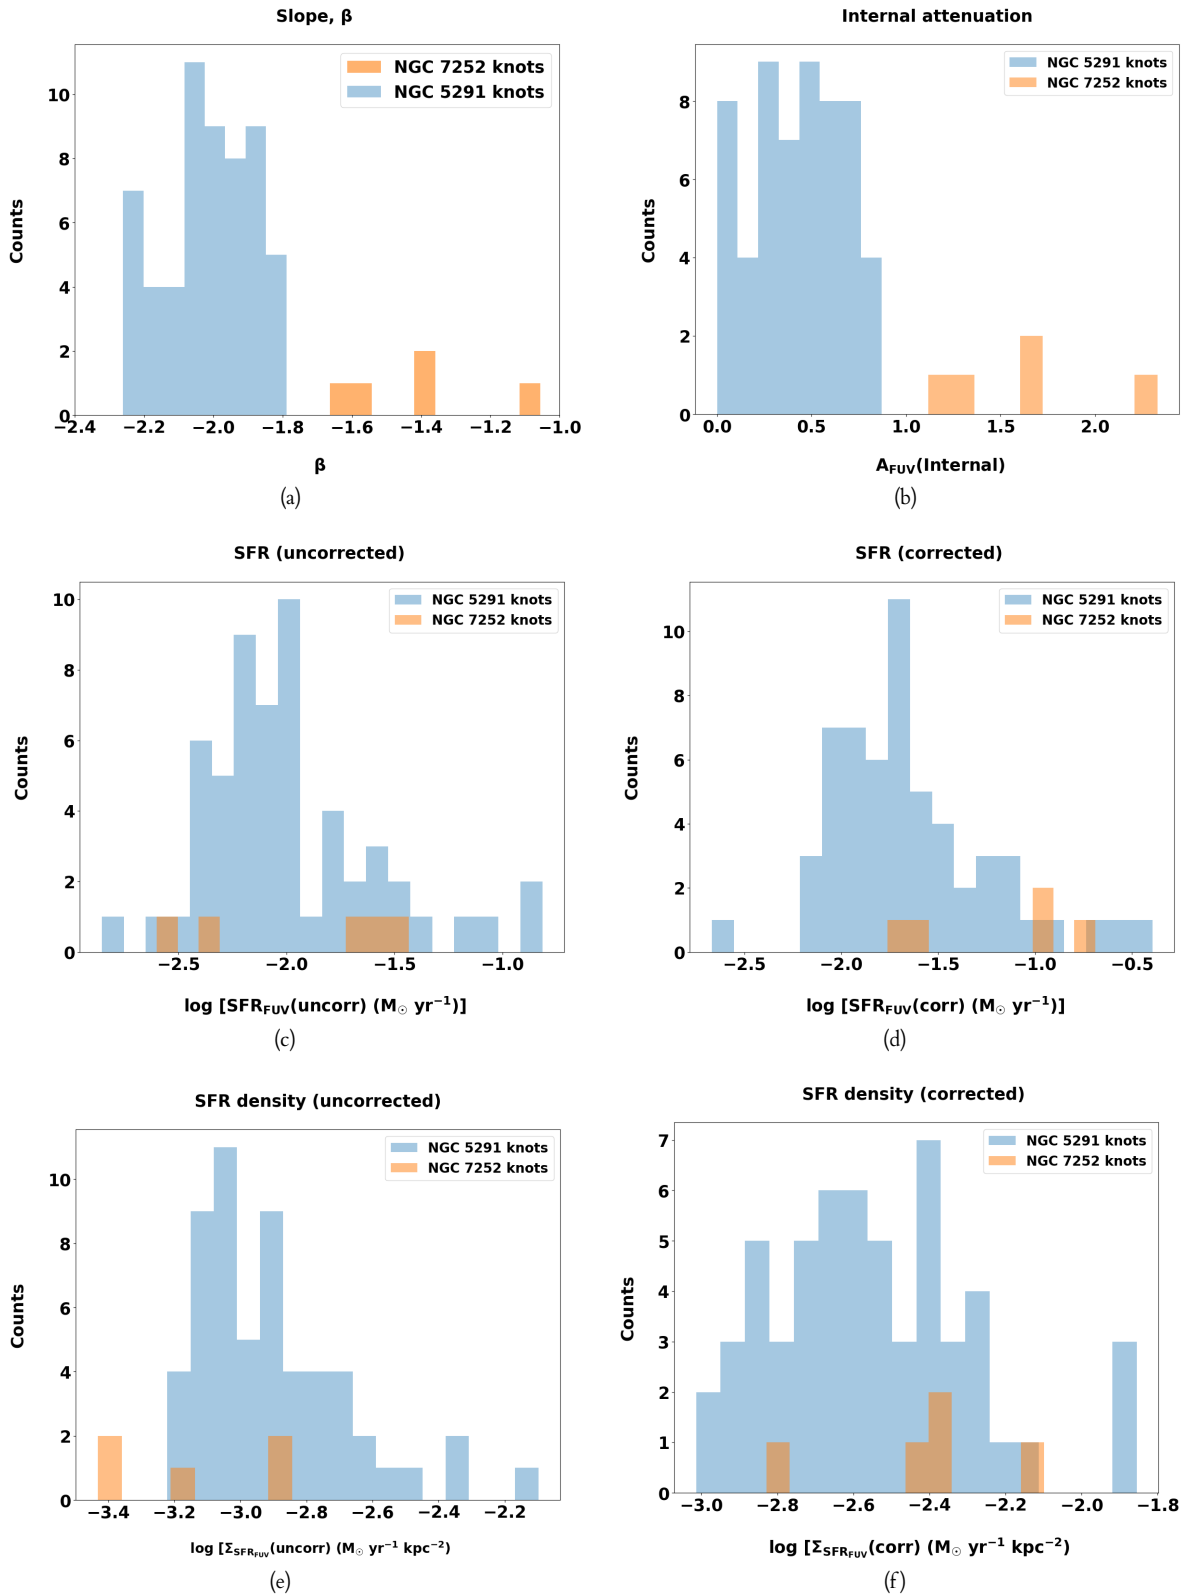 Slope, β
NGC 7252 knots
NGC 5291 knots
Counts
10
8
6
4
2
0
−2.4 −2.2 −2.0 −1.8 −1.6 −1.4 −1.2 −1.0
β
(a)
Internal attenuation
NGC 5291 knots
NGC 7252 knots
Counts
8
6
4
2
0
0.0 0.5 1.0 1.5 2.0
A_FUV(Internal)
(b)
SFR (uncorrected)
NGC 5291 knots
NGC 7252 knots
Counts
10
8
6
4
2
0
−2.5 −2.0 −1.5 −1.0
log [SFR_FUV(uncorr) (M☉ yr⁻¹)]
(c)
SFR (corrected)
NGC 5291 knots
NGC 7252 knots
Counts
10
8
6
4
2
0
−2.5 −2.0 −1.5 −1.0 −0.5
log [SFR_FUV(corr) (M☉ yr⁻¹)]
(d)
SFR density (uncorrected)
NGC 5291 knots
NGC 7252 knots
Counts
10
8
6
4
2
0
−3.4 −3.2 −3.0 −2.8 −2.6 −2.4 −2.2
log [Σ_SFR_FUV(uncorr) (M☉ yr⁻¹ kpc⁻²)
(e)
SFR density (corrected)
NGC 5291 knots
NGC 7252 knots
Counts
7
6
5
4
3
2
1
0
−3.0 −2.8 −2.6 −2.4 −2.2 −2.0 −1.8
log [Σ_SFR_FUV(corr) (M☉ yr⁻¹ kpc⁻²)
(f)